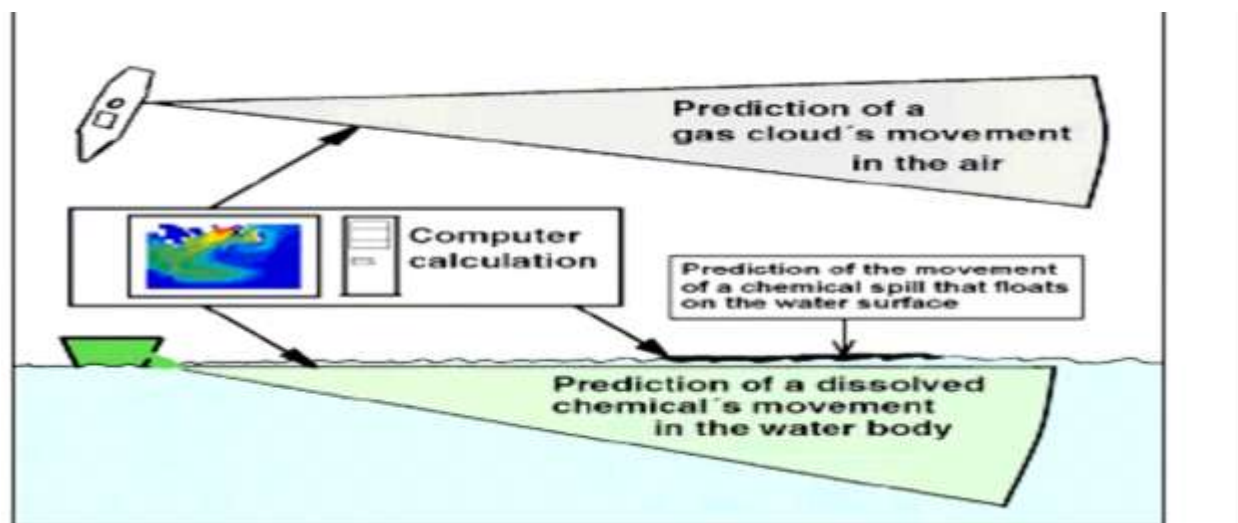 Prediction of a
gas cloud´s movement
in the air
Computer
calculation
Prediction of the movement
of a chemical spill that floats
on the water surface
Prediction of a dissolved
chemical´s movement
in the water body